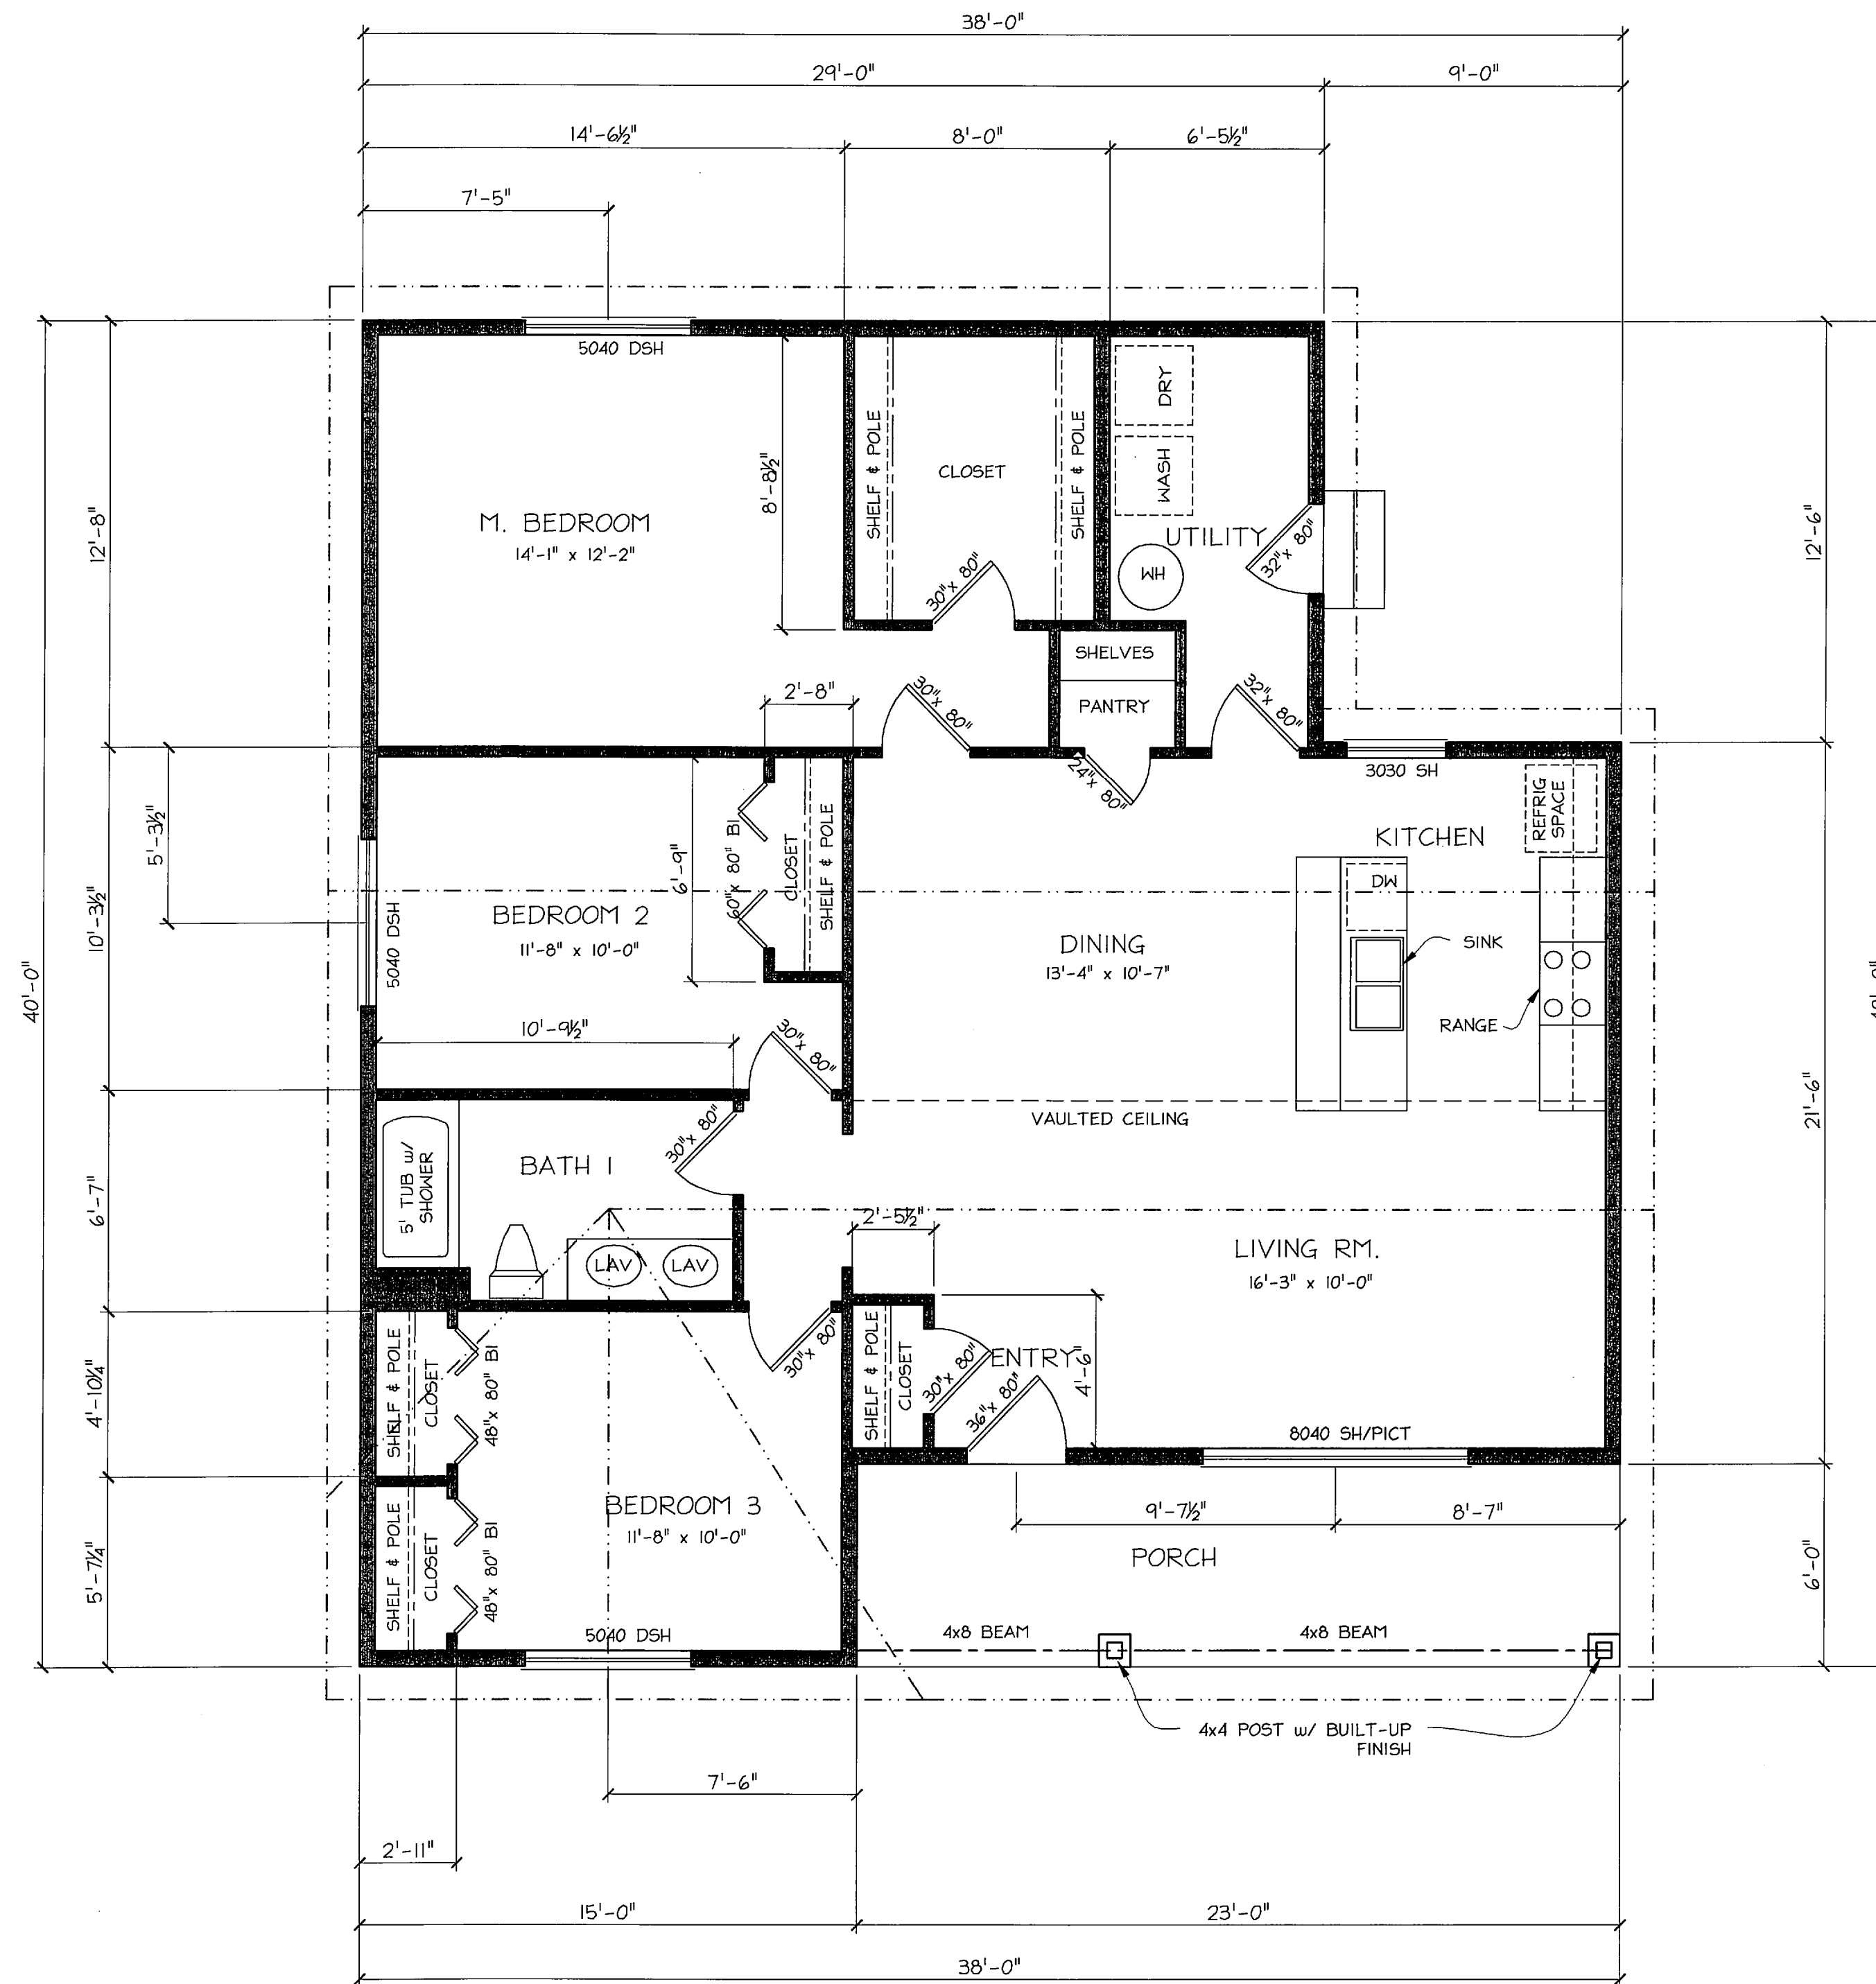 38'-0"
29'-0"
9'-0"
14'-6½"
8'-0"
6'-5½"
7'-5"
5040 DSH
SHELF & POLE
CLOSET
SHELF & POLE
DRY
WASH
8'-8½"
M. BEDROOM
14'-1" x 12'-2"
UTILITY
32"x 80"
WH
30"x 80"
12'-8"
12'-6"
SHELVES
PANTRY
2'-8"
30"x 80"
32"x 80"
24"x 80"
3030 SH
REFRIG
SPACE
KITCHEN
5'-3½"
10'-3½"
6'-9"
60"x 80" BI
CLOSET
SHELF & POLE
DW
BEDROOM 2
11'-8" x 10'-0"
5040 DSH
DINING
13'-4" x 10'-7"
SINK
RANGE
40'-0"
10'-9½"
30"x 80"
VAULTED CEILING
21'-6"
30"x 80"
BATH 1
5' TUB w/
SHOWER
6'-7"
2'-5½"
LAV
LAV
LIVING RM.
16'-3" x 10'-0"
30"x 80"
SHELF & POLE
CLOSET
48"x 80" BI
4'-10¼"
SHELF & POLE
CLOSET
30"x 80"
ENTRY
36"x 80"
4'-6"
8040 SH/PICT
BEDROOM 3
11'-8" x 10'-0"
9'-7½"
8'-7"
PORCH
SHELF & POLE
CLOSET
48"x 80" BI
5'-7¼"
6'-0"
5040 DSH
4x8 BEAM
4x8 BEAM
4x4 POST w/ BUILT-UP
FINISH
7'-6"
2'-11"
15'-0"
23'-0"
38'-0"